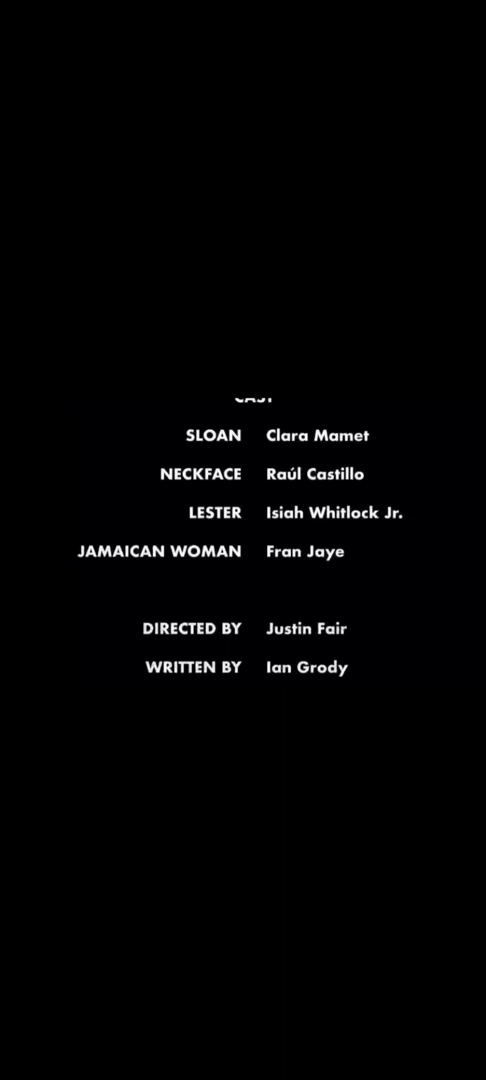 CAST
SLOAN Clara Mamet
NECKFACE Raúl Castillo
LESTER Isiah Whitlock Jr.
JAMAICAN WOMAN Fran Jaye
DIRECTED BY Justin Fair
WRITTEN BY Ian Grody